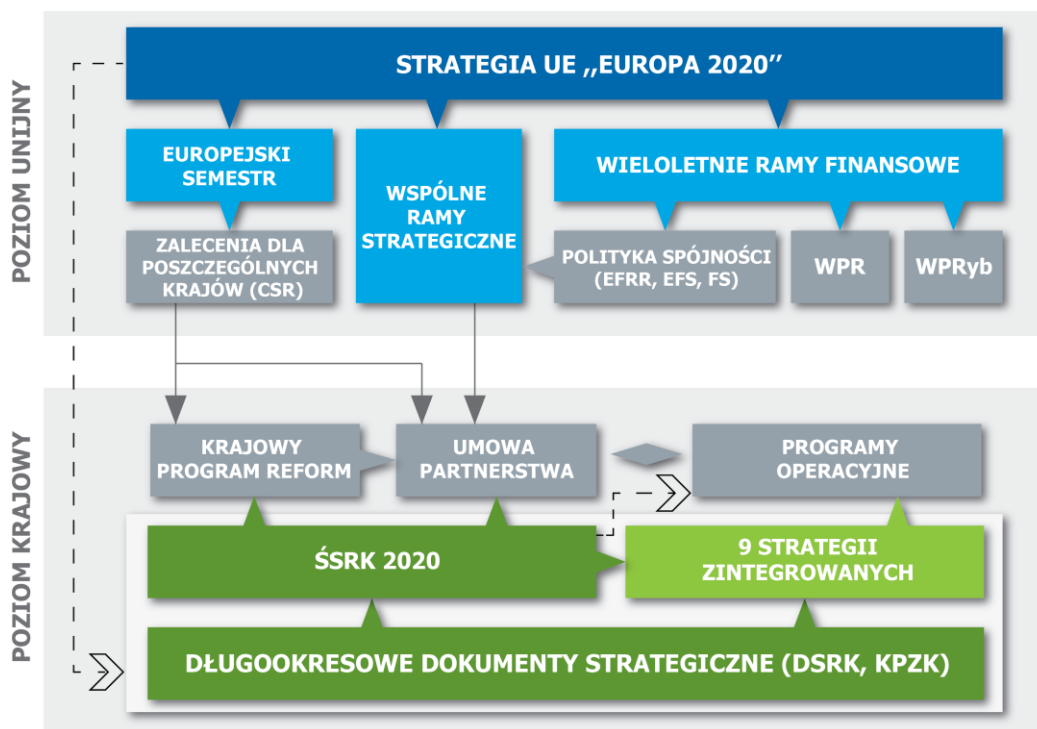 STRATEGIA UE ,,EUROPA 2020”
POZIOM UNIJNY
EUROPEJSKI
SEMESTR
WSPÓLNE
RAMY
STRATEGICZNE
WIELOLETNIE RAMY FINANSOWE
ZALECENIA DLA
POSZCZEGÓLNYCH
KRAJÓW (CSR)
POLITYKA SPÓJNOŚCI
(EFRR, EFS, FS)
WPR
WPRyb
POZIOM KRAJOWY
KRAJOWY
PROGRAM REFORM
UMOWA
PARTNERSTWA
PROGRAMY
OPERACYJNE
ŚSRK 2020
9 STRATEGII
ZINTEGROWANYCH
DŁUGOOKRESOWE DOKUMENTY STRATEGICZNE (DSRK, KPZK)